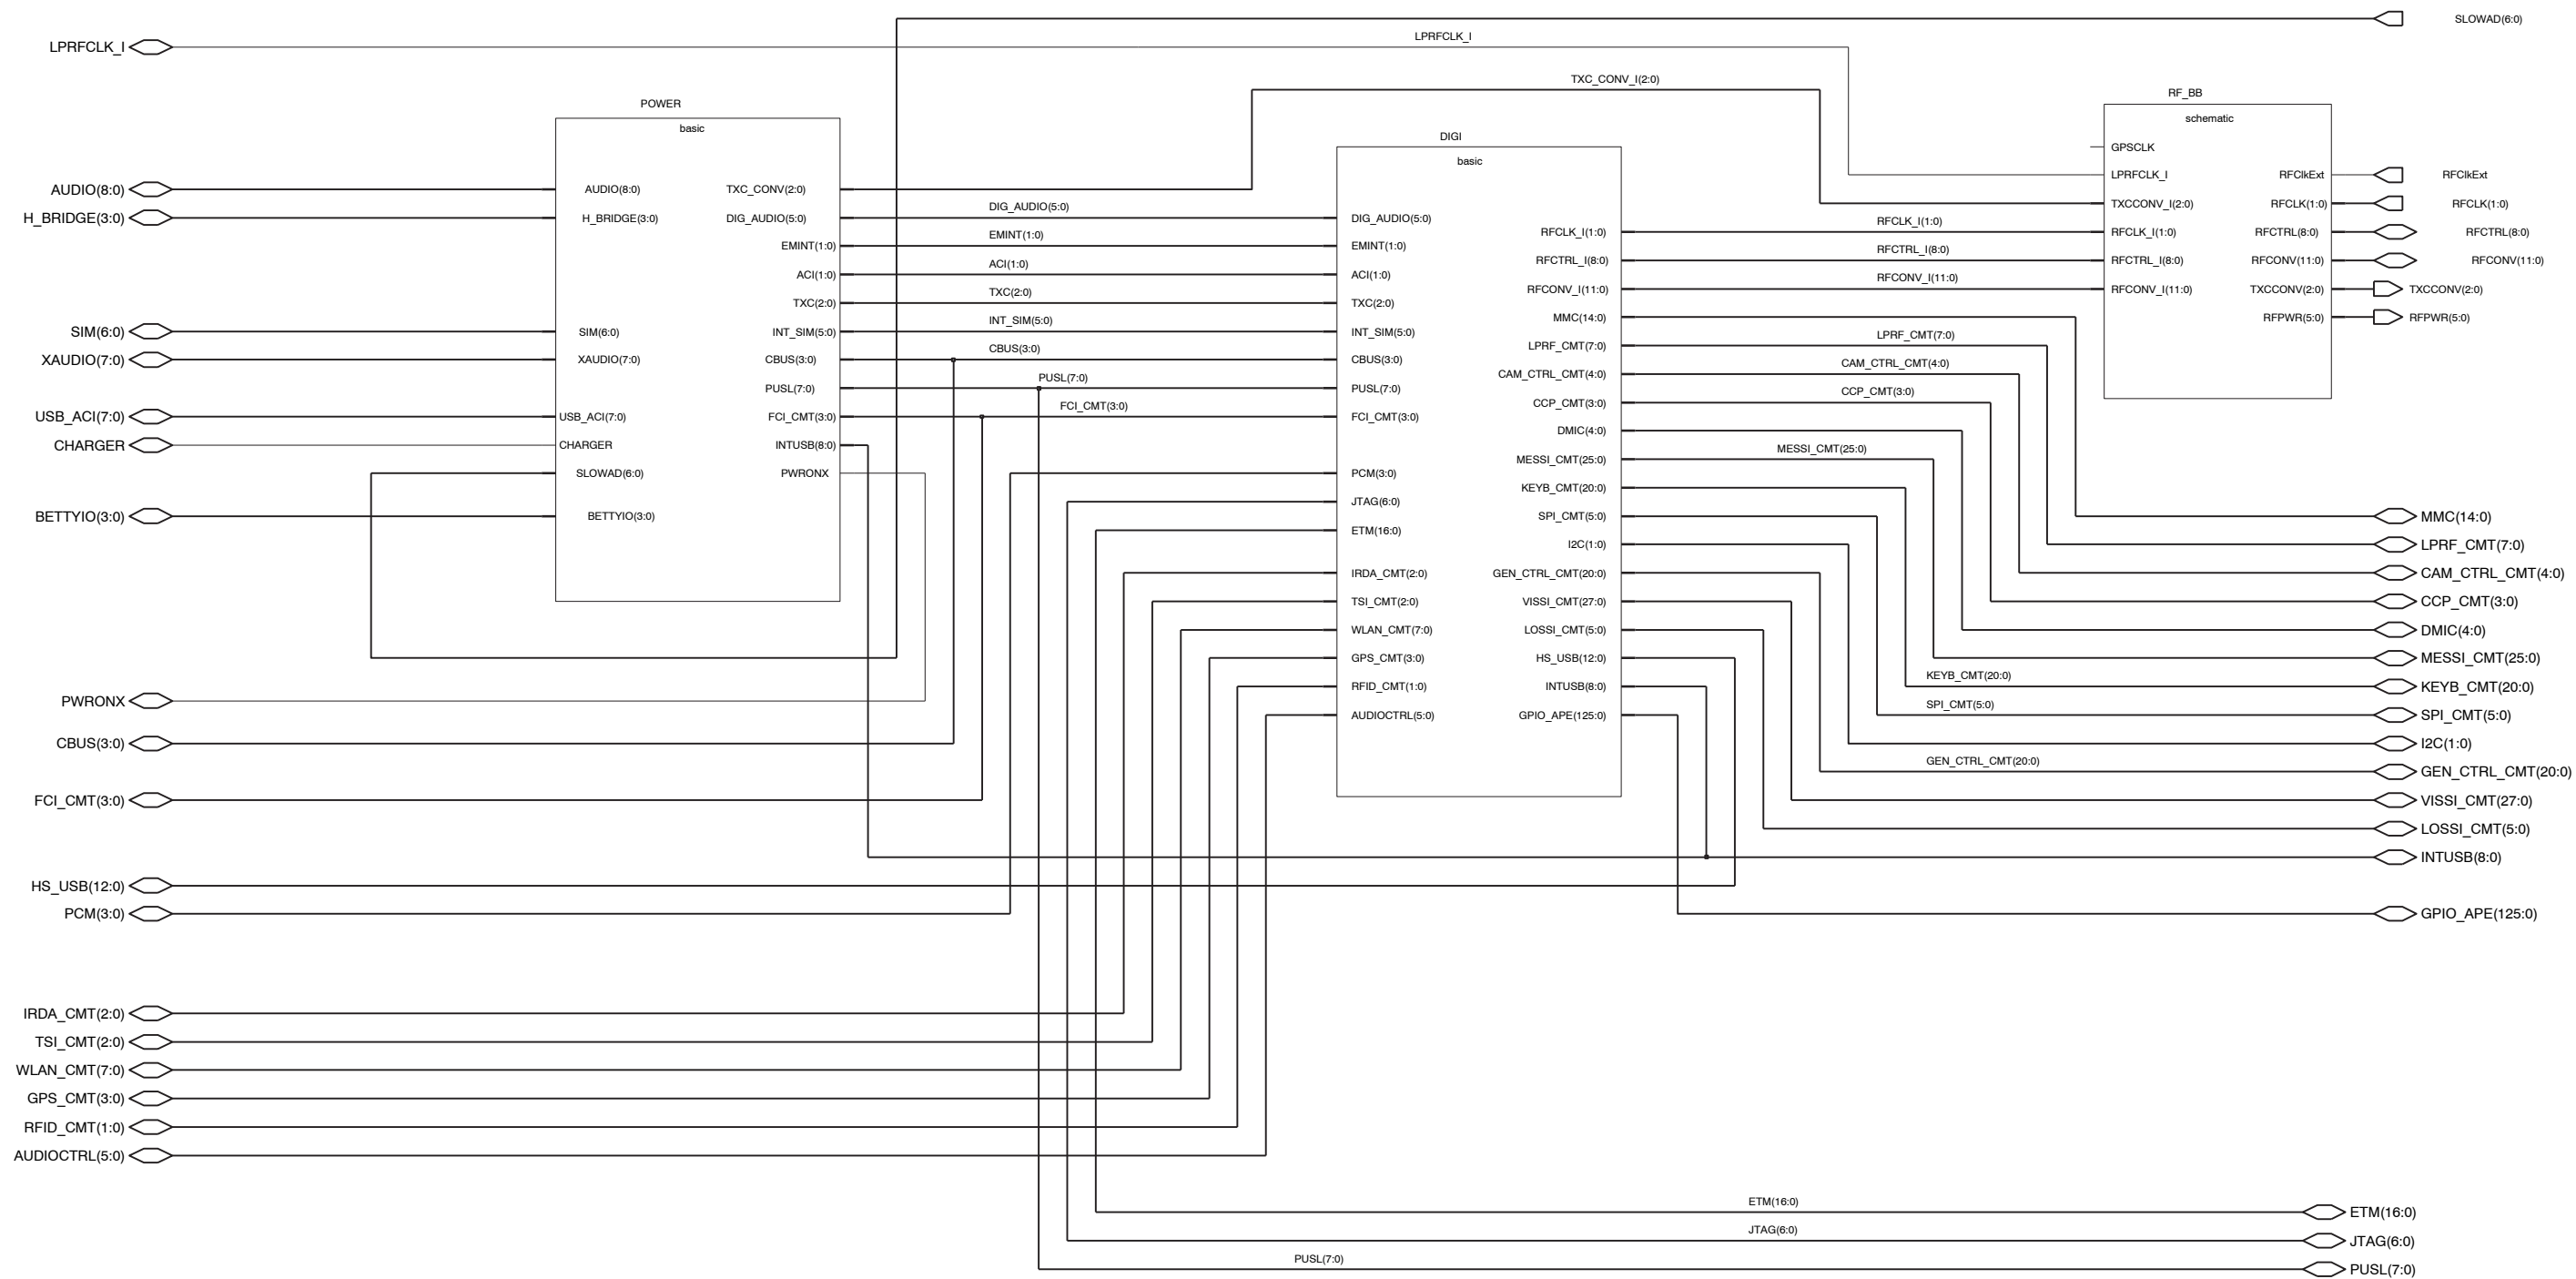 SLOWAD(6:0)
LPRFCLK_I
LPRFCLK_I
TXC_CONV_I(2:0)
POWER
basic
AUDIO(8:0)
H_BRIDGE(3:0)
SIM(6:0)
XAUDIO(7:0)
USB_ACI(7:0)
CHARGER
BETTYIO(3:0)
PWRONX
CBUS(3:0)
FCI_CMT(3:0)
HS_USB(12:0)
PCM(3:0)
IRDA_CMT(2:0)
TSI_CMT(2:0)
WLAN_CMT(7:0)
GPS_CMT(3:0)
RFID_CMT(1:0)
AUDIOCTRL(5:0)
AUDIO(8:0)
H_BRIDGE(3:0)
SIM(6:0)
XAUDIO(7:0)
USB_ACI(7:0)
CHARGER
SLOWAD(6:0)
BETTYIO(3:0)
TXC_CONV(2:0)
DIG_AUDIO(5:0)
EMINT(1:0)
ACI(1:0)
TXC(2:0)
INT_SIM(5:0)
CBUS(3:0)
PUSL(7:0)
FCI_CMT(3:0)
INTUSB(8:0)
PWRONX
DIG_AUDIO(5:0)
EMINT(1:0)
ACI(1:0)
TXC(2:0)
INT_SIM(5:0)
CBUS(3:0)
PUSL(7:0)
FCI_CMT(3:0)
DIGI
basic
DIG_AUDIO(5:0)
EMINT(1:0)
ACI(1:0)
TXC(2:0)
INT_SIM(5:0)
CBUS(3:0)
PUSL(7:0)
FCI_CMT(3:0)
PCM(3:0)
JTAG(6:0)
ETM(16:0)
IRDA_CMT(2:0)
TSI_CMT(2:0)
WLAN_CMT(7:0)
GPS_CMT(3:0)
RFID_CMT(1:0)
AUDIOCTRL(5:0)
RFCLK_I(1:0)
RFCTRL_I(8:0)
RFCONV_I(11:0)
MMC(14:0)
LPRF_CMT(7:0)
CAM_CTRL_CMT(4:0)
CCP_CMT(3:0)
DMIC(4:0)
MESSI_CMT(25:0)
KEYB_CMT(20:0)
SPI_CMT(5:0)
I2C(1:0)
GEN_CTRL_CMT(20:0)
VISSI_CMT(27:0)
LOSSI_CMT(5:0)
HS_USB(12:0)
INTUSB(8:0)
GPIO_APE(125:0)
RFCLK_I(1:0)
RFCTRL_I(8:0)
RFCONV_I(11:0)
LPRF_CMT(7:0)
CAM_CTRL_CMT(4:0)
CCP_CMT(3:0)
MESSI_CMT(25:0)
KEYB_CMT(20:0)
SPI_CMT(5:0)
GEN_CTRL_CMT(20:0)
RF_BB
schematic
GPSCLK
LPRFCLK_I
TXCCONV_I(2:0)
RFCLK_I(1:0)
RFCTRL_I(8:0)
RFCONV_I(11:0)
RFClkExt
RFCLK(1:0)
RFCTRL(8:0)
RFCONV(11:0)
TXCCONV(2:0)
RFPWR(5:0)
RFClkExt
RFCLK(1:0)
RFCTRL(8:0)
RFCONV(11:0)
TXCCONV(2:0)
RFPWR(5:0)
MMC(14:0)
LPRF_CMT(7:0)
CAM_CTRL_CMT(4:0)
CCP_CMT(3:0)
DMIC(4:0)
MESSI_CMT(25:0)
KEYB_CMT(20:0)
SPI_CMT(5:0)
I2C(1:0)
GEN_CTRL_CMT(20:0)
VISSI_CMT(27:0)
LOSSI_CMT(5:0)
INTUSB(8:0)
GPIO_APE(125:0)
ETM(16:0)
ETM(16:0)
JTAG(6:0)
JTAG(6:0)
PUSL(7:0)
PUSL(7:0)